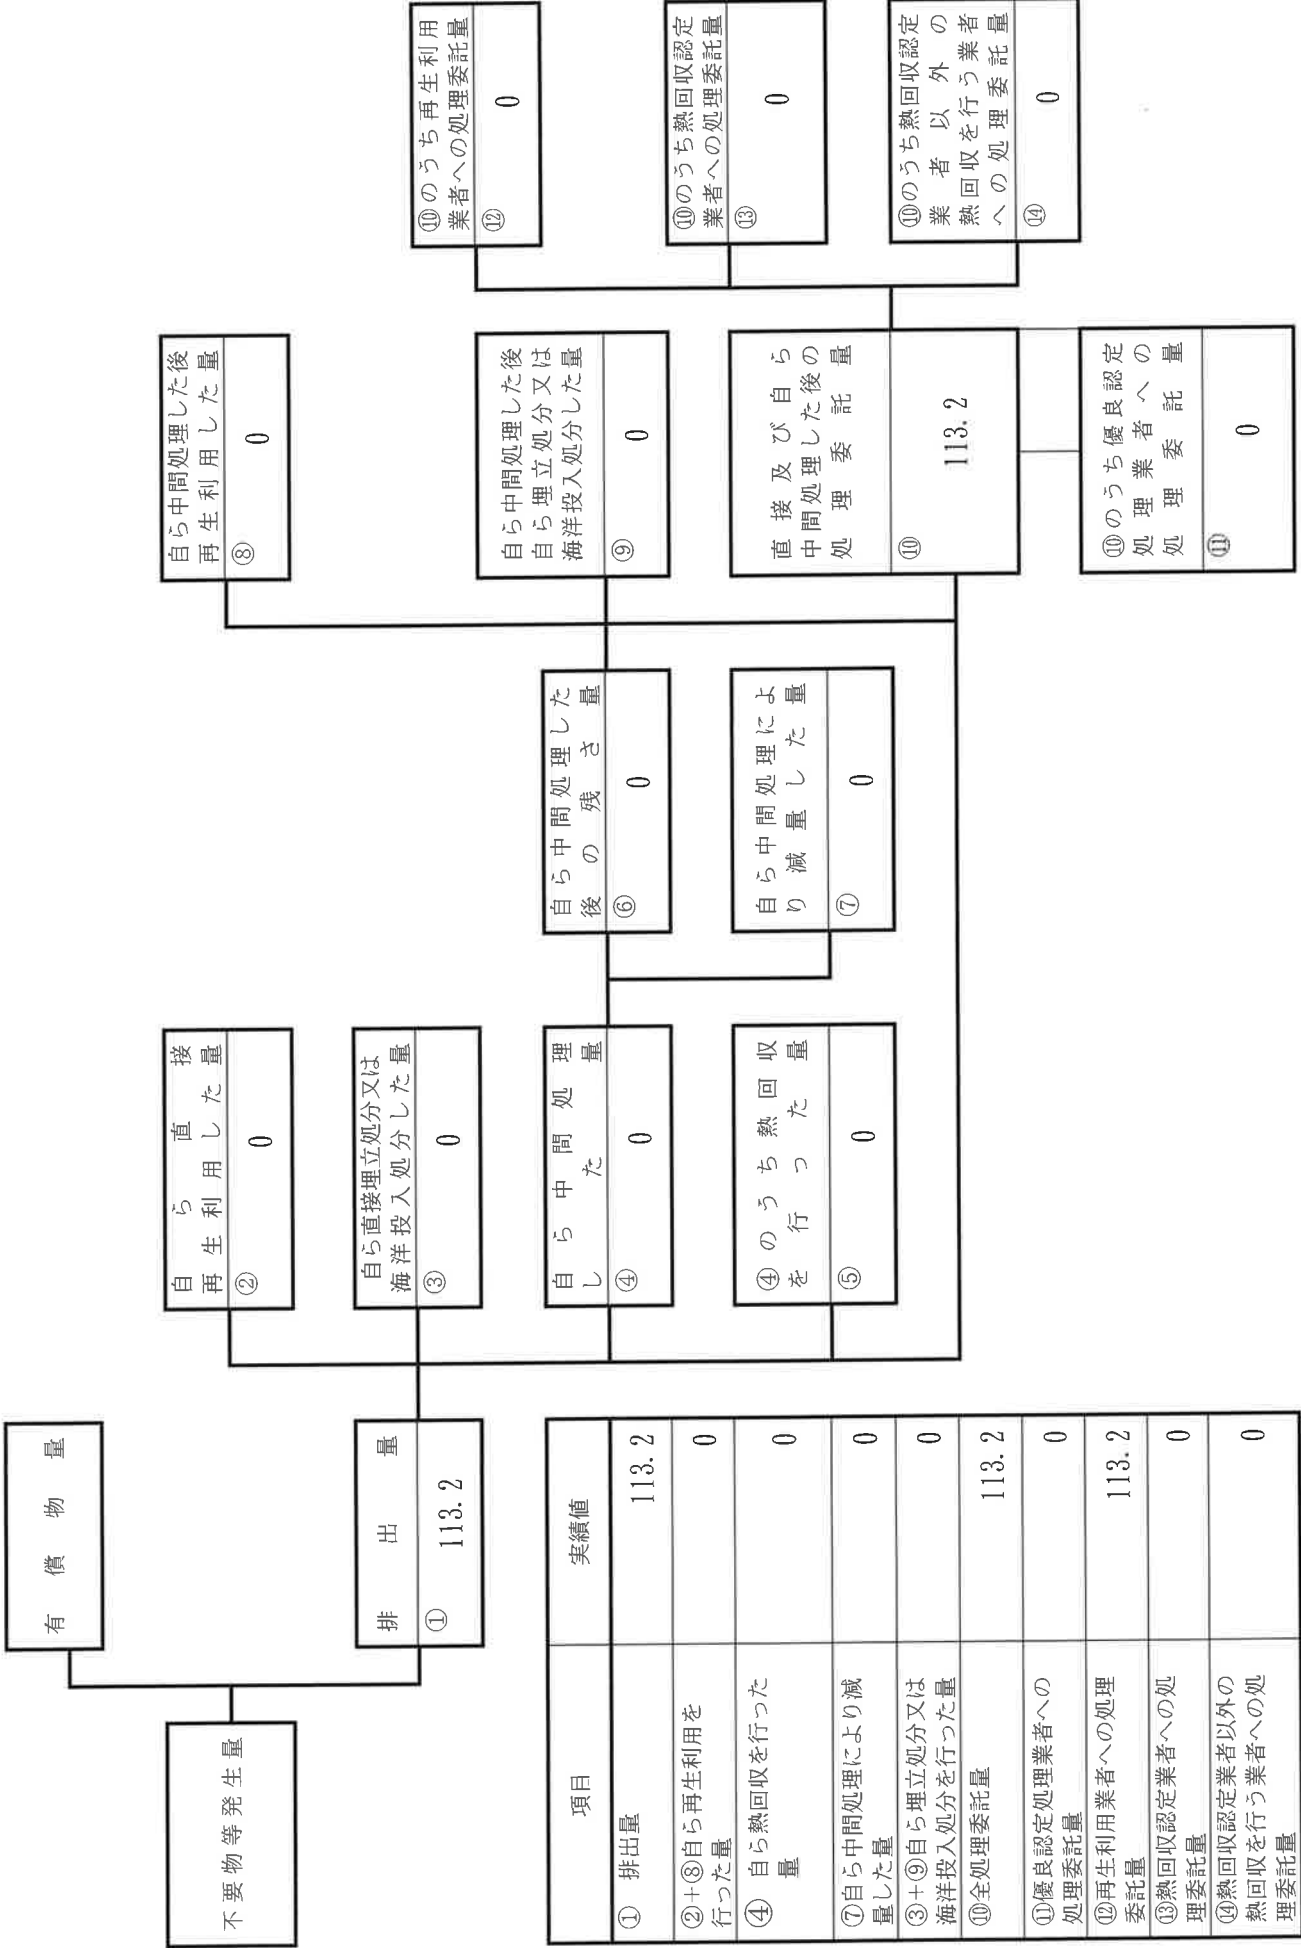 有償物量
不要物等発生量
排出量
① 113.2
自ら直接
再生利用した量
② 0
自ら直接埋立処分又は
海洋投入処分した量
③ 0
自ら中間処理
した量
④ 0
④のうち熱回収
を行った量
⑤ 0
自ら中間処理した
後の残さ量
⑥ 0
自ら中間処理によ
り減量した量
⑦ 0
自ら中間処理した後
再生利用した量
⑧ 0
自ら中間処理した後
自ら埋立処分又は
海洋投入処分した量
⑨ 0
直接及び自ら
中間処理した後の
処理委託量
⑩ 113.2
⑩のうち優良認定
処理業者への
処理委託量
⑪ 0
⑩のうち再生利用
業者への処理委託量
⑫ 0
⑩のうち熱回収認定
業者への処理委託量
⑬ 0
⑩のうち熱回収認定
業者以外の
熱回収を行う業者
への処理委託量
⑭ 0
項目 実績値
① 排出量 113.2
②+⑧自ら再生利用を
行った量 0
④ 自ら熱回収を行った
量 0
⑦自ら中間処理により減
量した量 0
③+⑨自ら埋立処分又は
海洋投入処分を行った量 0
⑩全処理委託量 113.2
⑪優良認定処理業者への
処理委託量 0
⑫再生利用業者への処理
委託量 113.2
⑬熱回収認定業者への処
理委託量 0
⑭熱回収認定業者以外の
熱回収を行う業者への処
理委託量 0